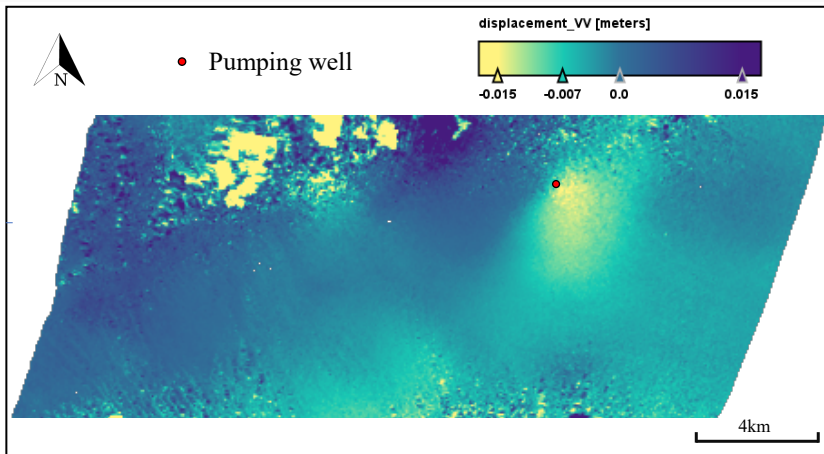 displacement_VV [meters]
N
Pumping well
-0.015
-0.007
0.0
0.015
4km